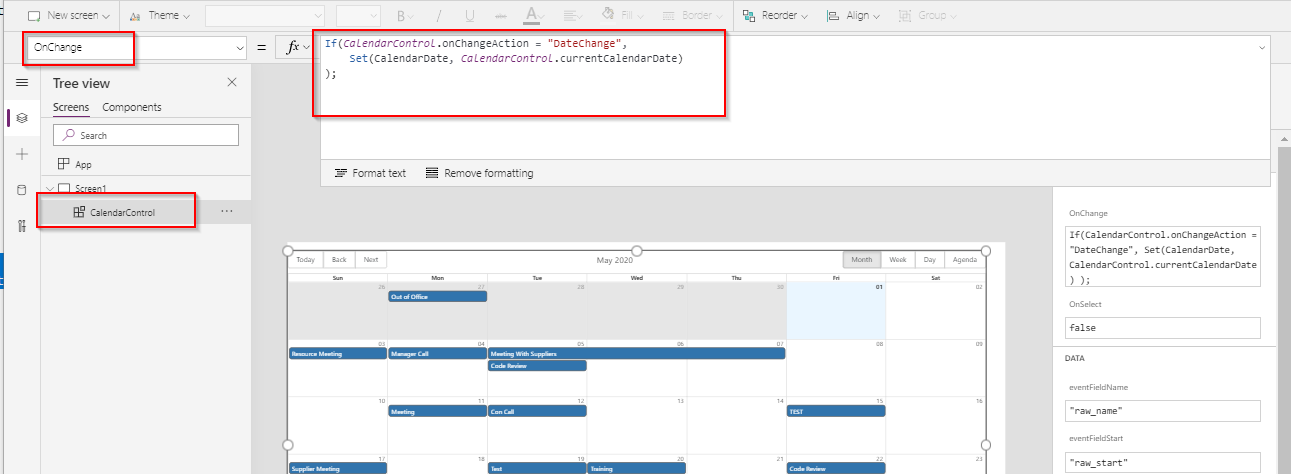 New screen Theme B / U abc A Fill Border Reorder Align Group
OnChange = fx If(CalendarControl.onChangeAction = "DateChange",
Set(CalendarDate, CalendarControl.currentCalendarDate)
);
Tree view
Screens Components
Search
App
Screen1
CalendarControl ...
Format text Remove formatting
Today Back Next May 2020 Month Week Day Agenda
Sun Mon Tue Wed Thu Fri Sat
26 27 28 29 30 01 02
Out of Office
03 04 05 06 07 08 09
Resource Meeting Manager Call Meeting With Suppliers
Code Review
10 11 12 13 14 15 16
Meeting Con Call TEST
17 18 19 20 21 22 23
Supplier Meeting Test Training Code Review
OnChange
If(CalendarControl.onChangeAction =
"DateChange", Set(CalendarDate,
CalendarControl.currentCalendarDate
) );
OnSelect
false
DATA
eventFieldName
"raw_name"
eventFieldStart
"raw_start"